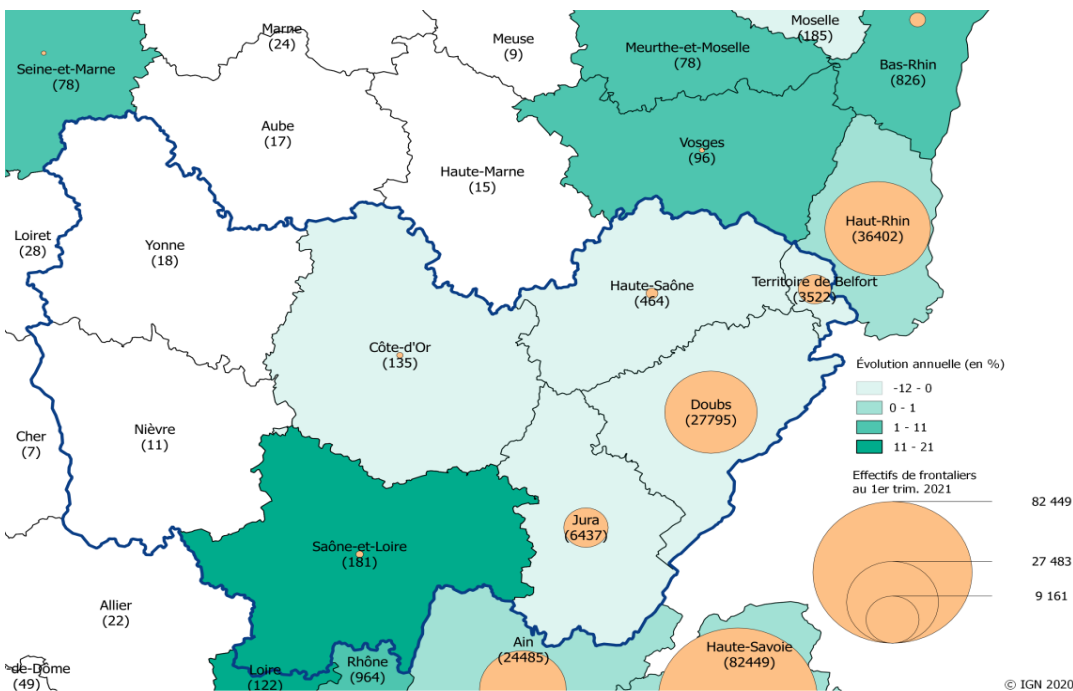 Marne
(24)
Meuse
(9)
Moselle
(185)
Seine-et-Marne
(78)
Meurthe-et-Moselle
(78)
Bas-Rhin
(826)
Aube
(17)
Vosges
(96)
Haute-Marne
(15)
Haut-Rhin
(36402)
Loiret
(28)
Yonne
(18)
Haute-Saône
(464)
Territoire de Belfort
(3522)
Côte-d'Or
(135)
Doubs
(27795)
Cher
(7)
Nièvre
(11)
Jura
(6437)
Saône-et-Loire
(181)
Allier
(22)
Ain
(24485)
Haute-Savoie
(82449)
-de-Dôme
(49)
Loire
(122)
Rhône
(964)
Évolution annuelle (en %)
-12 - 0
0 - 1
1 - 11
11 - 21
Effectifs de frontaliers
au 1er trim. 2021
82 449
27 483
9 161
© IGN 2020